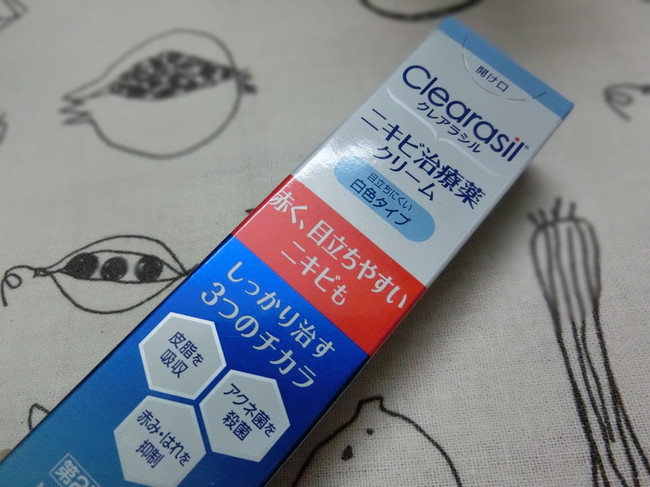 開け口
Clearasil®
クレアラシル
ニキビ治療薬
クリーム
目立ちにくい
白色タイプ
赤く、目立ちやすい
ニキビも
しっかり治す
3つのチカラ
皮脂を
吸収
アクネ菌を
殺菌
赤み・はれを
抑制